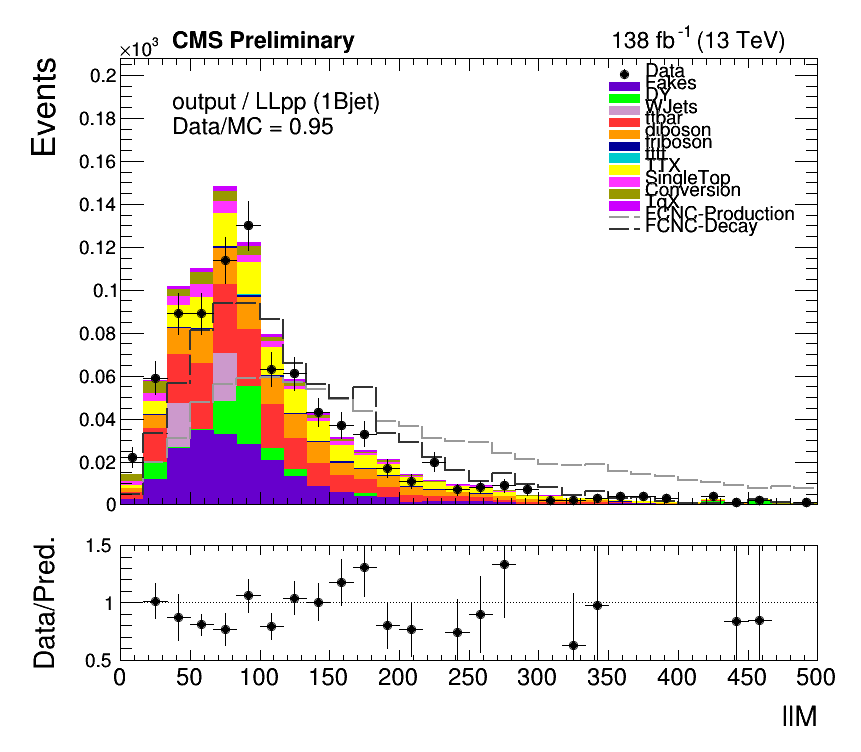 CMS Preliminary
138 fb⁻¹ (13 TeV)
×10³
Events
output / LLpp (1Bjet)
Data/MC = 0.95
Data
Fakes
DY
WJets
ttbar
diboson
triboson
tttt
TTX
SingleTop
Conversion
TqX
FCNC-Production
FCNC-Decay
0.2
0.18
0.16
0.14
0.12
0.1
0.08
0.06
0.04
0.02
0
Data/Pred.
1.5
1
0.5
0 50 100 150 200 250 300 350 400 450 500
llM